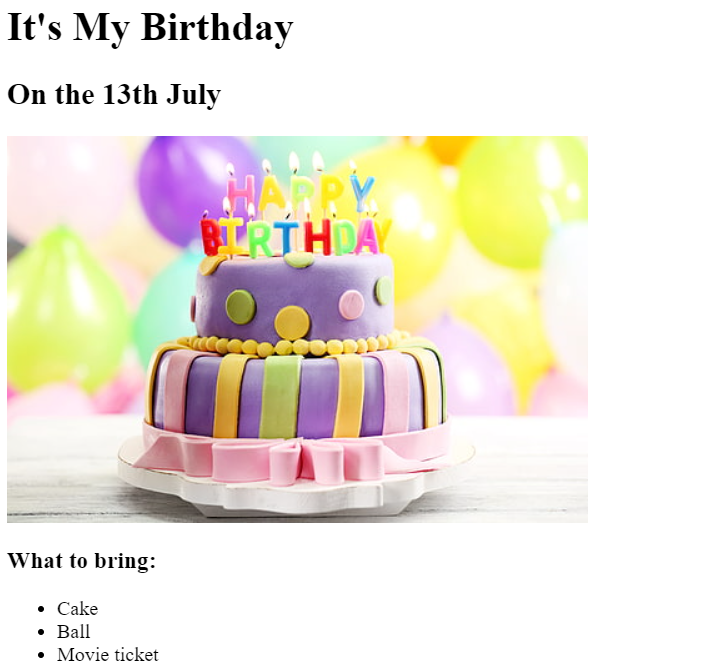 It's My Birthday
On the 13th July
HAPPY
BIRTHDAY
What to bring:
Cake
Ball
Movie ticket